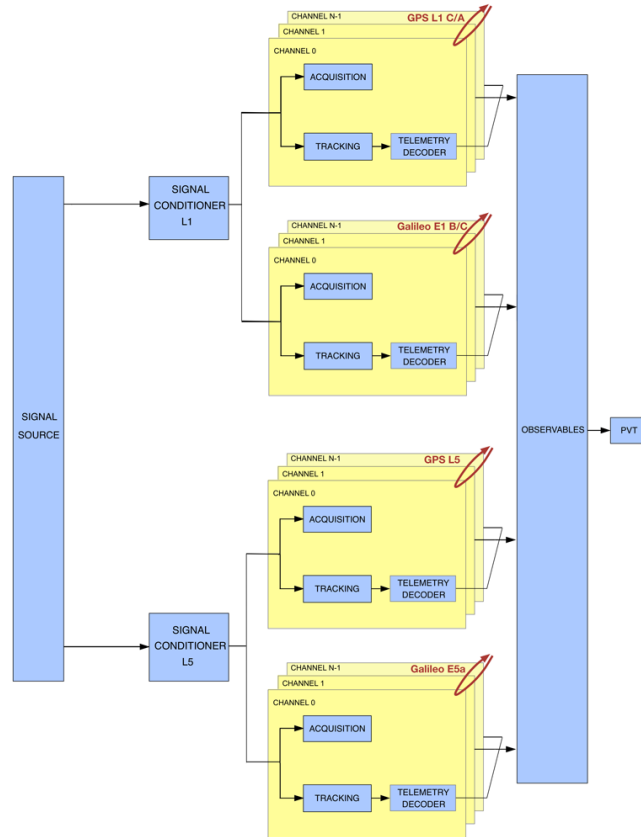 CHANNEL N-1
GPS L1 C/A
CHANNEL 1
CHANNEL 0
ACQUISITION
TRACKING
TELEMETRY
DECODER
SIGNAL
CONDITIONER
L1
CHANNEL N-1
Galileo E1 B/C
CHANNEL 1
CHANNEL 0
ACQUISITION
TRACKING
TELEMETRY
DECODER
SIGNAL
SOURCE
OBSERVABLES
PVT
CHANNEL N-1
GPS L5
CHANNEL 1
CHANNEL 0
ACQUISITION
TRACKING
TELEMETRY
DECODER
SIGNAL
CONDITIONER
L5
CHANNEL N-1
Galileo E5a
CHANNEL 1
CHANNEL 0
ACQUISITION
TRACKING
TELEMETRY
DECODER